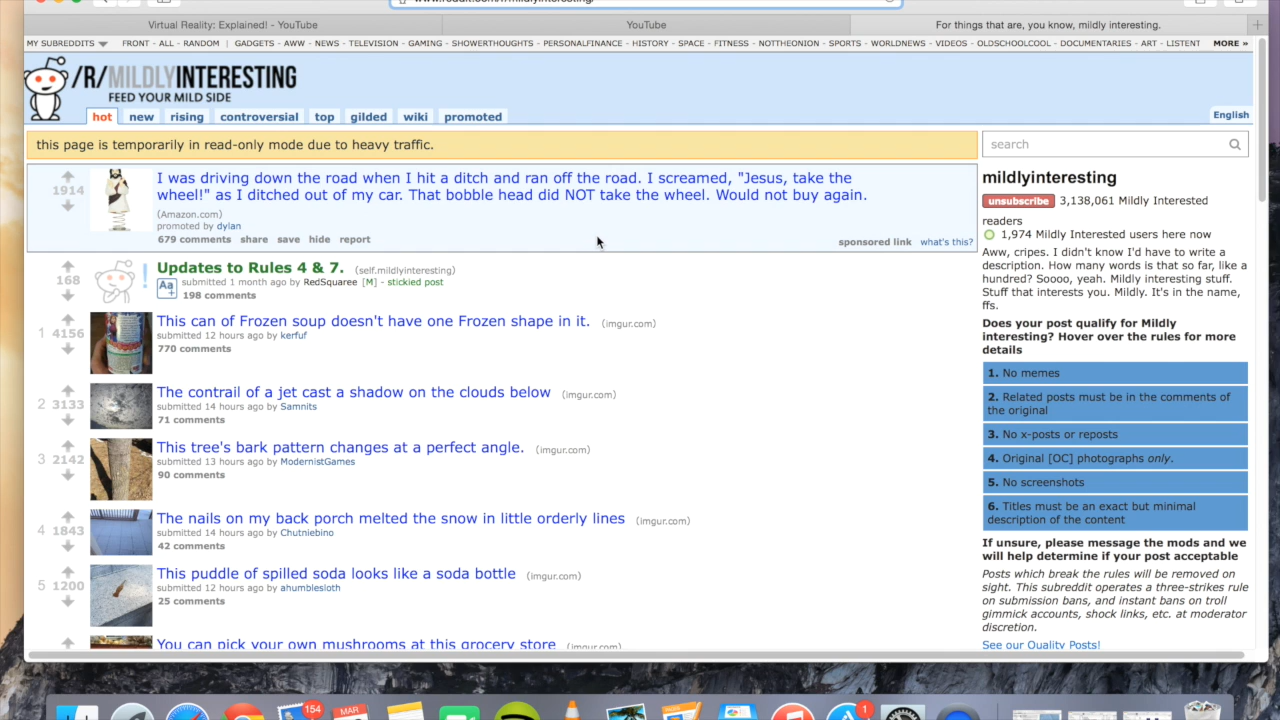 www.reddit.com/r/mildlyinteresting/
Virtual Reality: Explained! - YouTube
YouTube
For things that are, you know, mildly interesting.
MY SUBREDDITS
FRONT - ALL - RANDOM | GADGETS - AWW - NEWS - TELEVISION - GAMING - SHOWERTHOUGHTS - PERSONALFINANCE - HISTORY - SPACE - FITNESS - NOTTHEONION - SPORTS - WORLDNEWS - VIDEOS - OLDSCHOOLCOOL - DOCUMENTARIES - ART - LISTENT
MORE »
/R/MILDLYINTERESTING
FEED YOUR MILD SIDE
hot new rising controversial top gilded wiki promoted
English
this page is temporarily in read-only mode due to heavy traffic.
1914
I was driving down the road when I hit a ditch and ran off the road. I screamed, "Jesus, take the
wheel!" as I ditched out of my car. That bobble head did NOT take the wheel. Would not buy again.
(Amazon.com)
promoted by dylan
679 comments share save hide report
sponsored link what's this?
168
Updates to Rules 4 & 7. (self.mildlyinteresting)
Aa+
submitted 1 month ago by RedSquaree [M] - stickied post
198 comments
1 4156
This can of Frozen soup doesn't have one Frozen shape in it. (imgur.com)
submitted 12 hours ago by kerfuf
770 comments
2 3133
The contrail of a jet cast a shadow on the clouds below (imgur.com)
submitted 14 hours ago by Samnits
71 comments
3 2142
This tree's bark pattern changes at a perfect angle. (imgur.com)
submitted 13 hours ago by ModernistGames
90 comments
4 1843
The nails on my back porch melted the snow in little orderly lines (imgur.com)
submitted 14 hours ago by Chutniebino
42 comments
5 1200
This puddle of spilled soda looks like a soda bottle (imgur.com)
submitted 12 hours ago by ahumblesloth
25 comments
You can pick your own mushrooms at this grocery store (imgur.com)
search
mildlyinteresting
unsubscribe 3,138,061 Mildly Interested
readers
1,974 Mildly Interested users here now
Aww, cripes. I didn't know I'd have to write a
description. How many words is that so far, like a
hundred? Soooo, yeah. Mildly interesting stuff.
Stuff that interests you. Mildly. It's in the name,
ffs.
Does your post qualify for Mildly
interesting? Hover over the rules for more
details
1. No memes
2. Related posts must be in the comments of
the original
3. No x-posts or reposts
4. Original [OC] photographs only.
5. No screenshots
6. Titles must be an exact but minimal
description of the content
If unsure, please message the mods and we
will help determine if your post acceptable
Posts which break the rules will be removed on
sight. This subreddit operates a three-strikes rule
on submission bans, and instant bans on troll
gimmick accounts, shock links, etc. at moderator
discretion.
See our Quality Posts!
154
MAR
1